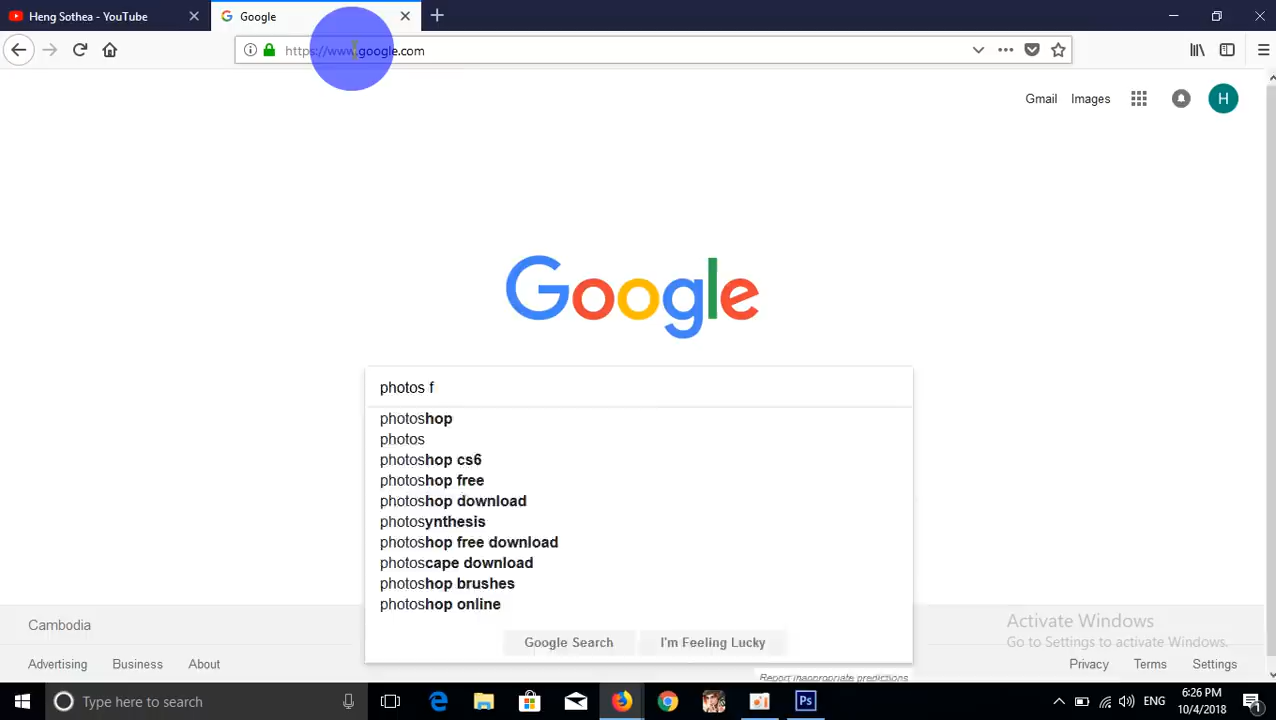 Heng Sothea - YouTube
Google
https://www.google.com
Gmail Images H
Google
photos f
photoshop
photos
photoshop cs6
photoshop free
photoshop download
photosynthesis
photoshop free download
photoscape download
photoshop brushes
photoshop online
Google Search I'm Feeling Lucky
Report inappropriate predictions
Cambodia
Activate Windows
Go to Settings to activate Windows.
Advertising Business About
Privacy Terms Settings
Type here to search
Ps
ENG
6:26 PM
10/4/2018
1